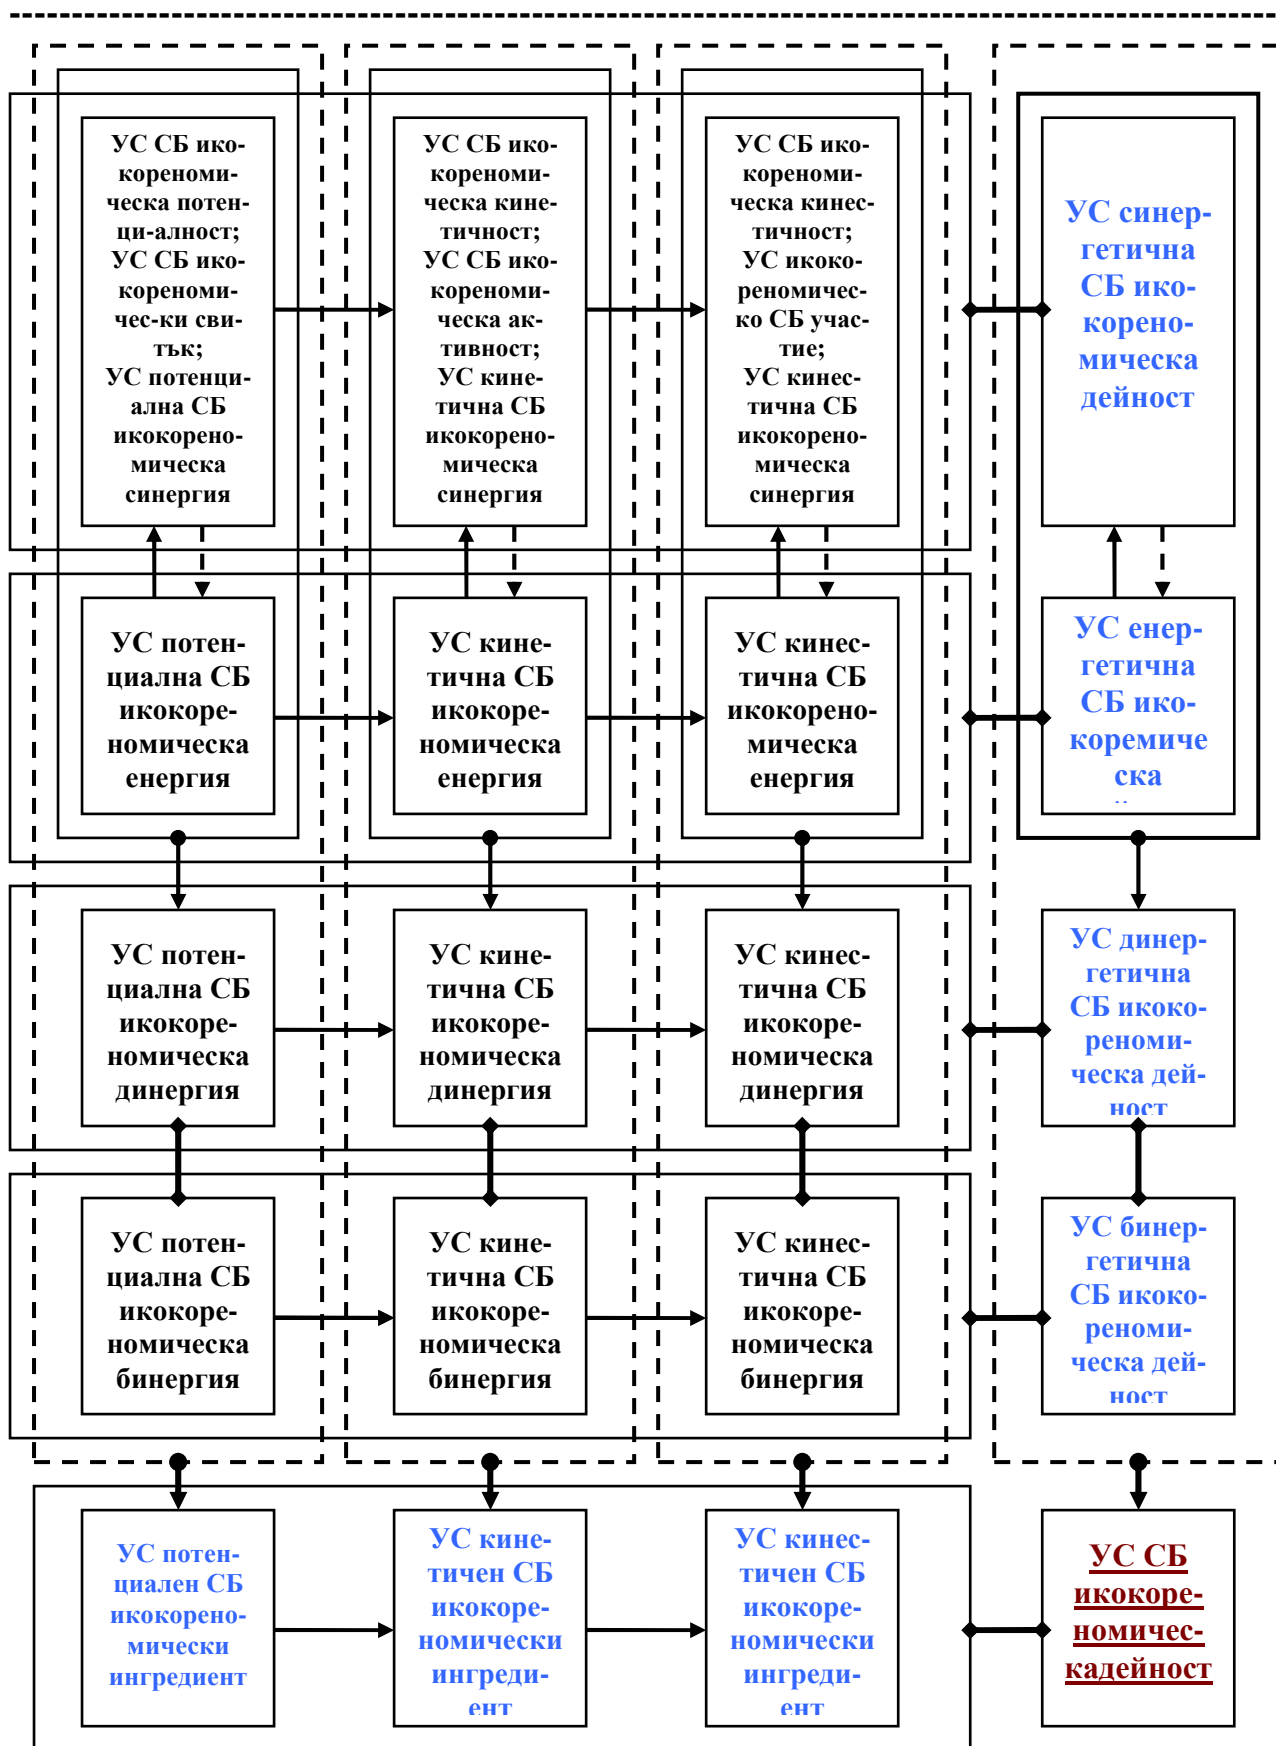 УС СБ ико-
кореноми-
ческа потен-
ци-алност;
УС СБ ико-
кореноми-
чес-ки сви-
тък;
УС потенци-
ална СБ
икокорено-
мическа
синергия
УС СБ ико-
кореноми-
ческа кине-
тичност;
УС СБ ико-
кореноми-
ческа ак-
тивност;
УС кине-
тична СБ
икокорено-
мическа
синергия
УС СБ ико-
кореноми-
ческа кинес-
тичност;
УС икоко-
реномичес-
ко СБ учас-
тие;
УС кинес-
тична СБ
икокорено-
мическа
синергия
УС синер-
гетична
СБ ико-
корено-
мическа
дейност
УС потен-
циална СБ
икокоре-
номическа
енергия
УС кине-
тична СБ
икокоре-
номическа
енергия
УС кинес-
тична СБ
икокорено-
мическа
енергия
УС енер-
гетична
СБ ико-
коремиче
ска
УС потен-
циална СБ
икокоре-
номическа
динергия
УС кине-
тична СБ
икокоре-
номическа
динергия
УС кинес-
тична СБ
икокоре-
номическа
динергия
УС динер-
гетична
СБ икоко-
реноми-
ческа дей-
ност
УС потен-
циална СБ
икокоре-
номическа
бинергия
УС кине-
тична СБ
икокоре-
номическа
бинергия
УС кинес-
тична СБ
икокоре-
номическа
бинергия
УС бинер-
гетична
СБ икоко-
реноми-
ческа дей-
ност
УС потен-
циален СБ
икокорено-
мически
ингредиент
УС кине-
тичен СБ
икокоре-
номически
ингреди-
ент
УС кинес-
тичен СБ
икокоре-
номически
ингреди-
ент
УС СБ
икокоре-
номичес-
кадейност